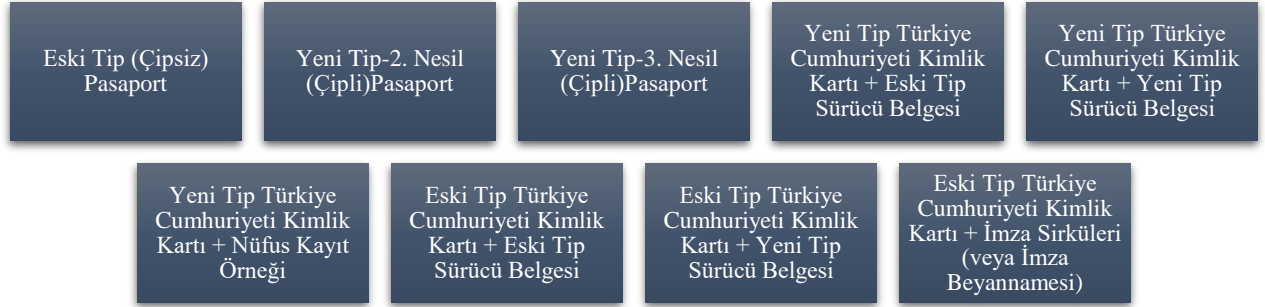 Eski Tip (Çipsiz)
Pasaport
Yeni Tip-2. Nesil
(Çipli)Pasaport
Yeni Tip-3. Nesil
(Çipli)Pasaport
Yeni Tip Türkiye
Cumhuriyeti Kimlik
Kartı + Eski Tip
Sürücü Belgesi
Yeni Tip Türkiye
Cumhuriyeti Kimlik
Kartı + Yeni Tip
Sürücü Belgesi
Yeni Tip Türkiye
Cumhuriyeti Kimlik
Kartı + Nüfus Kayıt
Örneği
Eski Tip Türkiye
Cumhuriyeti Kimlik
Kartı + Eski Tip
Sürücü Belgesi
Eski Tip Türkiye
Cumhuriyeti Kimlik
Kartı + Yeni Tip
Sürücü Belgesi
Eski Tip Türkiye
Cumhuriyeti Kimlik
Kartı + İmza Sirküleri
(veya İmza
Beyannamesi)